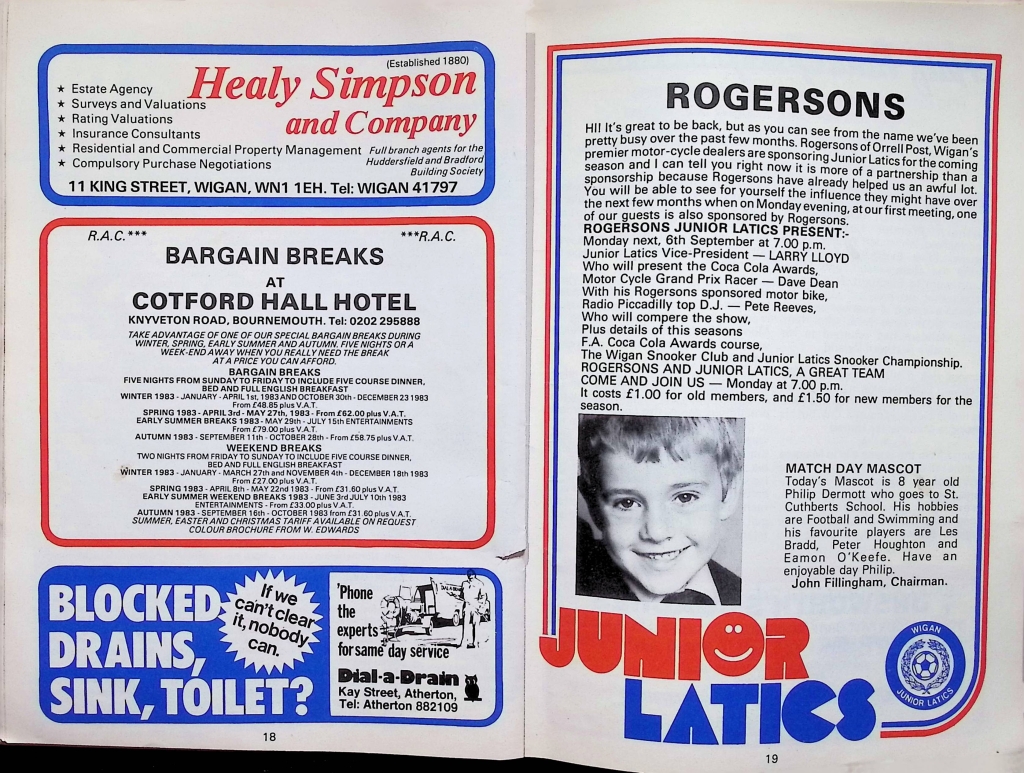 (Established 1880)
Healy Simpson
and Company
★ Estate Agency
★ Surveys and Valuations
★ Rating Valuations
★ Insurance Consultants
★ Residential and Commercial Property Management
★ Compulsory Purchase Negotiations
Full branch agents for the
Huddersfield and Bradford
Building Society
11 KING STREET, WIGAN, WN1 1EH. Tel: WIGAN 41797
R.A.C.*** ***R.A.C.
BARGAIN BREAKS
AT
COTFORD HALL HOTEL
KNYVETON ROAD, BOURNEMOUTH. Tel: 0202 295888
TAKE ADVANTAGE OF ONE OF OUR SPECIAL BARGAIN BREAKS DURING
WINTER, SPRING, EARLY SUMMER AND AUTUMN. FIVE NIGHTS OR A
WEEK-END AWAY WHEN YOU REALLY NEED THE BREAK
AT A PRICE YOU CAN AFFORD.
BARGAIN BREAKS
FIVE NIGHTS FROM SUNDAY TO FRIDAY TO INCLUDE FIVE COURSE DINNER,
BED AND FULL ENGLISH BREAKFAST
WINTER 1983 - JANUARY - APRIL 1st, 1983 AND OCTOBER 30th - DECEMBER 23 1983
From £48.85 plus V.A.T.
SPRING 1983 - APRIL 3rd - MAY 27th, 1983 - From £62.00 plus V.A.T.
EARLY SUMMER BREAKS 1983 - MAY 29th - JULY 15th ENTERTAINMENTS
From £79.00 plus V.A.T.
AUTUMN 1983 - SEPTEMBER 11th - OCTOBER 28th - From £58.75 plus V.A.T.
WEEKEND BREAKS
TWO NIGHTS FROM FRIDAY TO SUNDAY TO INCLUDE FIVE COURSE DINNER,
BED AND FULL ENGLISH BREAKFAST
WINTER 1983 - JANUARY - MARCH 27th and NOVEMBER 4th - DECEMBER 18th 1983
From £27.00 plus V.A.T.
SPRING 1983 - APRIL 8th - MAY 22nd 1983 - From £31.60 plus V.A.T.
EARLY SUMMER WEEKEND BREAKS 1983 - JUNE 3rd JULY 10th 1983
ENTERTAINMENTS - From £33.00 plus V.A.T.
AUTUMN 1983 - SEPTEMBER 16th - OCTOBER 1983 from £31.60 plus V.A.T.
SUMMER, EASTER AND CHRISTMAS TARIFF AVAILABLE ON REQUEST
COLOUR BROCHURE FROM W. EDWARDS
BLOCKED
DRAINS,
SINK, TOILET?
If we
can't clear
it, nobody
can.
'Phone
the
experts
for same day service
Dial-a-Drain
Kay Street, Atherton,
Tel: Atherton 882109
18
ROGERSONS
HI! It's great to be back, but as you can see from the name we've been
pretty busy over the past few months. Rogersons of Orrell Post, Wigan's
premier motor-cycle dealers are sponsoring Junior Latics for the coming
season and I can tell you right now it is more of a partnership than a
sponsorship because Rogersons have already helped us an awful lot.
You will be able to see for yourself the influence they might have over
the next few months when on Monday evening, at our first meeting, one
of our guests is also sponsored by Rogersons.
ROGERSONS JUNIOR LATICS PRESENT:-
Monday next, 6th September at 7.00 p.m.
Junior Latics Vice-President — LARRY LLOYD
Who will present the Coca Cola Awards,
Motor Cycle Grand Prix Racer — Dave Dean
With his Rogersons sponsored motor bike,
Radio Piccadilly top D.J. — Pete Reeves,
Who will compere the show,
Plus details of this seasons
F.A. Coca Cola Awards course,
The Wigan Snooker Club and Junior Latics Snooker Championship.
ROGERSONS AND JUNIOR LATICS, A GREAT TEAM
COME AND JOIN US — Monday at 7.00 p.m.
It costs £1.00 for old members, and £1.50 for new members for the
season.
MATCH DAY MASCOT
Today's Mascot is 8 year old
Philip Dermott who goes to St.
Cuthberts School. His hobbies
are Football and Swimming and
his favourite players are Les
Bradd, Peter Houghton and
Eamon O'Keefe. Have an
enjoyable day Philip.
John Fillingham, Chairman.
JUNIOR
LATICS
WIGAN
JUNIOR LATICS
19